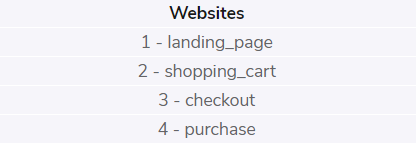 Websites
1 - landing_page
2 - shopping_cart
3 - checkout
4 - purchase